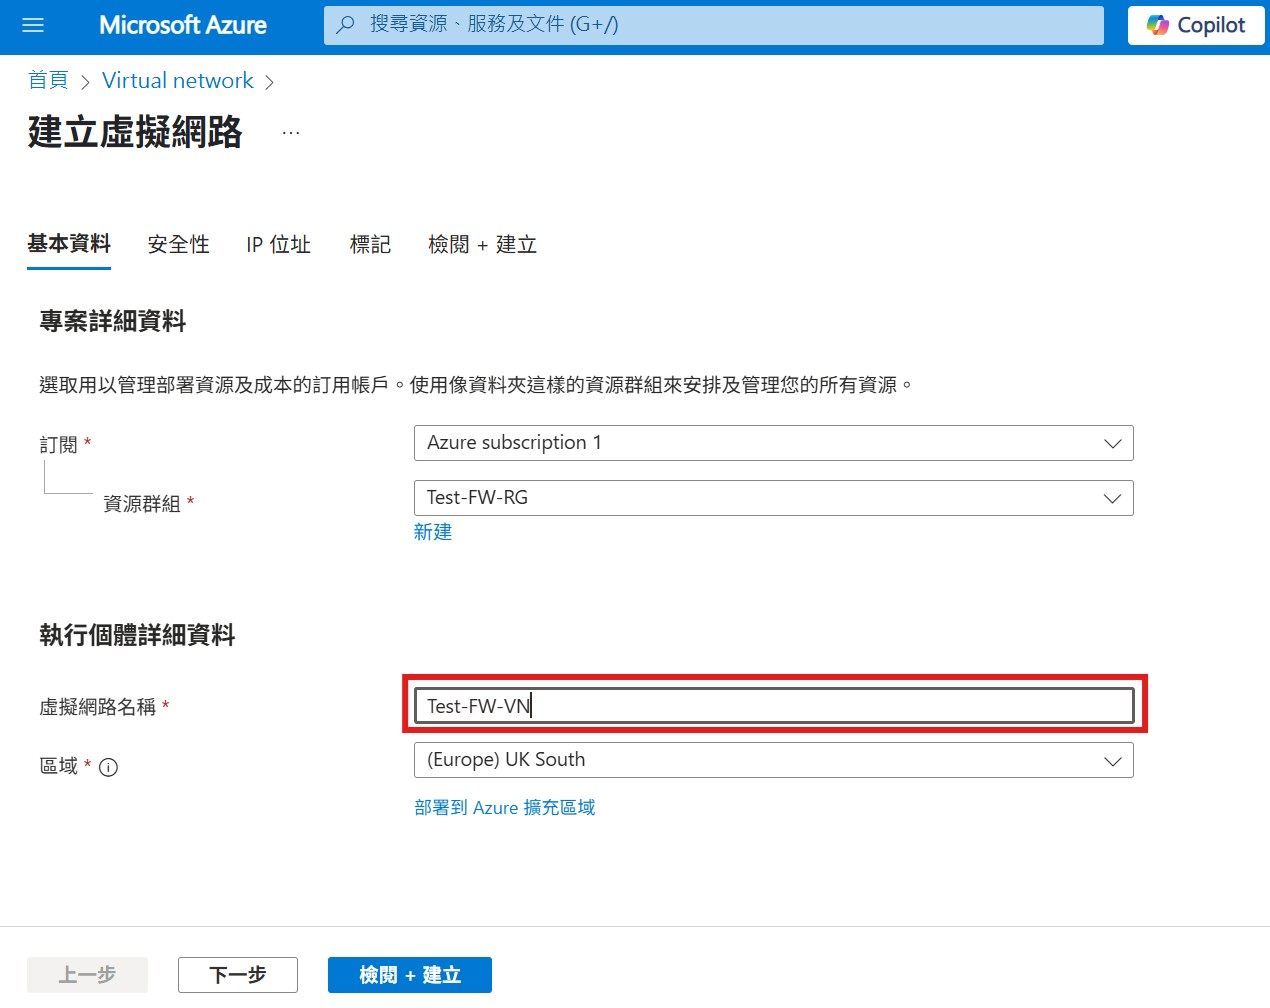 Microsoft Azure
搜尋資源、服務及文件 (G+/)
Copilot
首頁 > Virtual network >
建立虛擬網路 ...
基本資料 安全性 IP 位址 標記 檢閱 + 建立
專案詳細資料
選取用以管理部署資源及成本的訂用帳戶。使用像資料夾這樣的資源群組來安排及管理您的所有資源。
訂閱 * Azure subscription 1
資源群組 * Test-FW-RG
新建
執行個體詳細資料
虛擬網路名稱 * Test-FW-VN
區域 * (Europe) UK South
部署到 Azure 擴充區域
上一步 下一步 檢閱 + 建立